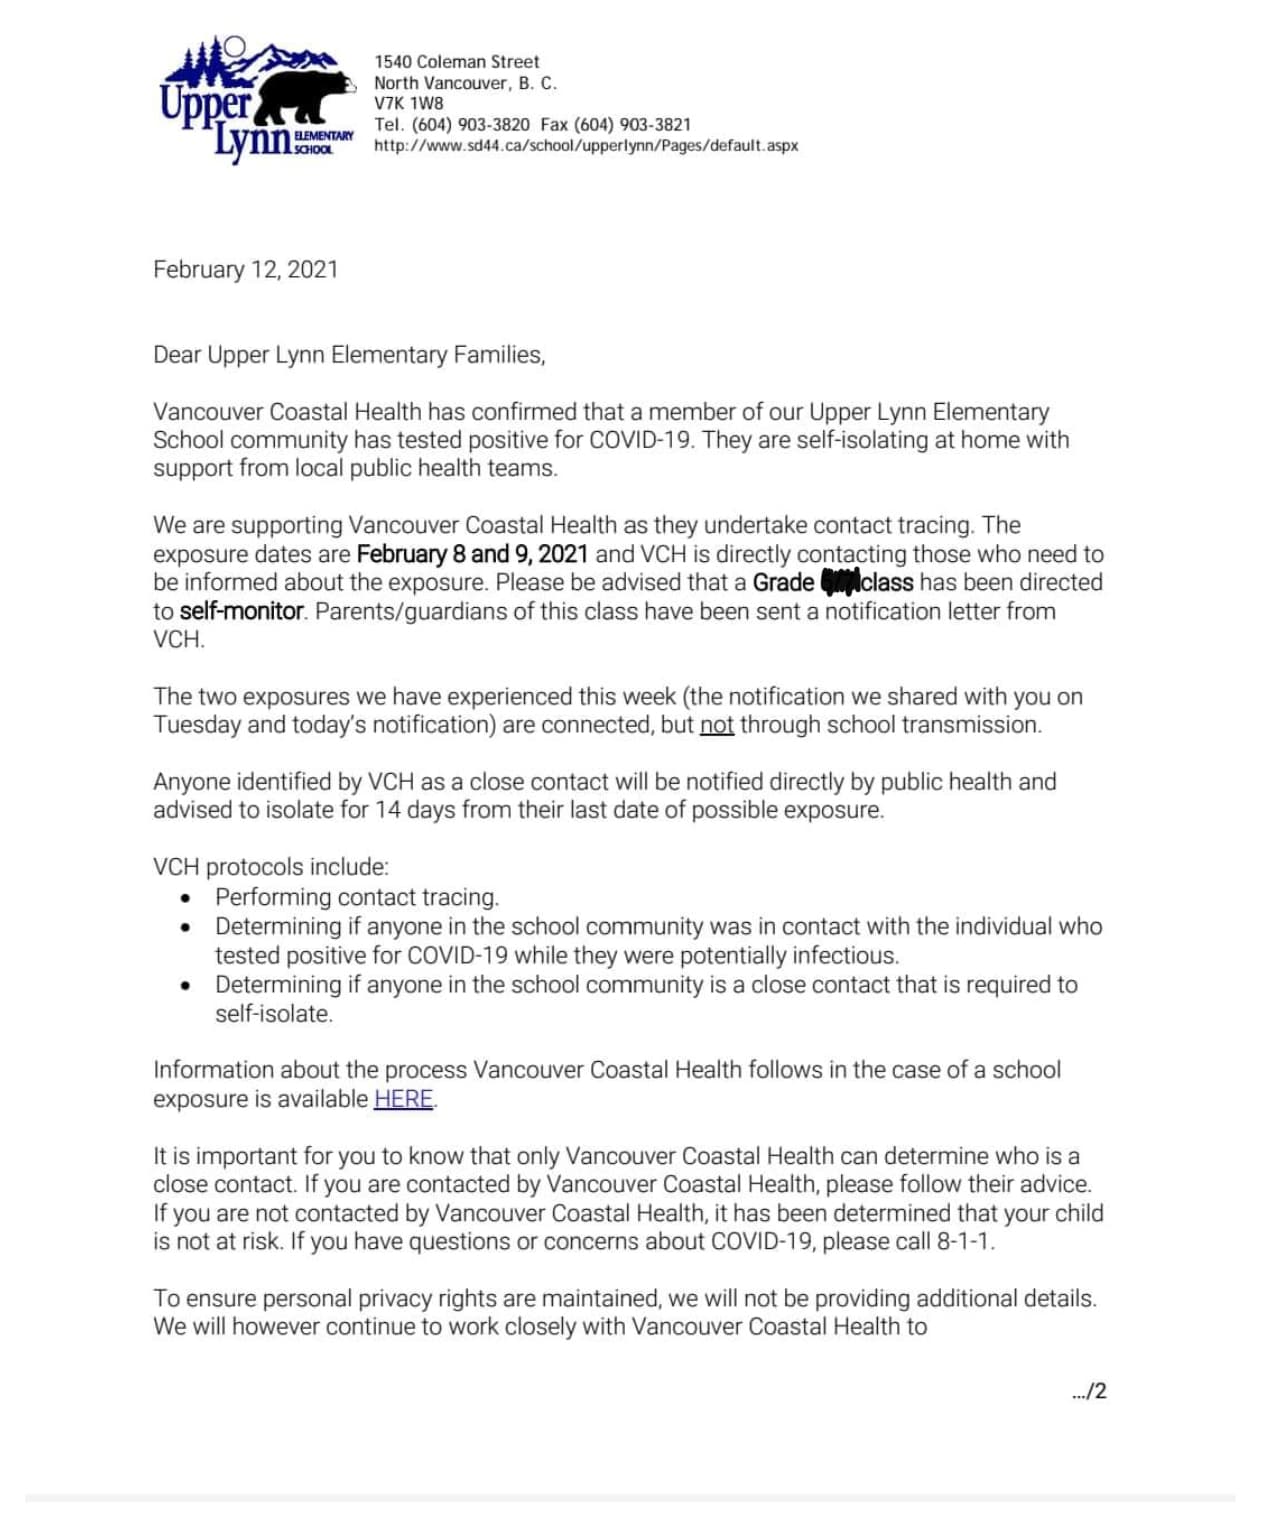 Upper
Lynn ELEMENTARY
SCHOOL
1540 Coleman Street
North Vancouver, B. C.
V7K 1W8
Tel. (604) 903-3820 Fax (604) 903-3821
http://www.sd44.ca/school/upperlynn/Pages/default.aspx
February 12, 2021
Dear Upper Lynn Elementary Families,
Vancouver Coastal Health has confirmed that a member of our Upper Lynn Elementary
School community has tested positive for COVID-19. They are self-isolating at home with
support from local public health teams.
We are supporting Vancouver Coastal Health as they undertake contact tracing. The
exposure dates are February 8 and 9, 2021 and VCH is directly contacting those who need to
be informed about the exposure. Please be advised that a Grade class has been directed
to self-monitor. Parents/guardians of this class have been sent a notification letter from
VCH.
The two exposures we have experienced this week (the notification we shared with you on
Tuesday and today's notification) are connected, but not through school transmission.
Anyone identified by VCH as a close contact will be notified directly by public health and
advised to isolate for 14 days from their last date of possible exposure.
VCH protocols include:
• Performing contact tracing.
• Determining if anyone in the school community was in contact with the individual who
tested positive for COVID-19 while they were potentially infectious.
• Determining if anyone in the school community is a close contact that is required to
self-isolate.
Information about the process Vancouver Coastal Health follows in the case of a school
exposure is available HERE.
It is important for you to know that only Vancouver Coastal Health can determine who is a
close contact. If you are contacted by Vancouver Coastal Health, please follow their advice.
If you are not contacted by Vancouver Coastal Health, it has been determined that your child
is not at risk. If you have questions or concerns about COVID-19, please call 8-1-1.
To ensure personal privacy rights are maintained, we will not be providing additional details.
We will however continue to work closely with Vancouver Coastal Health to
.../2